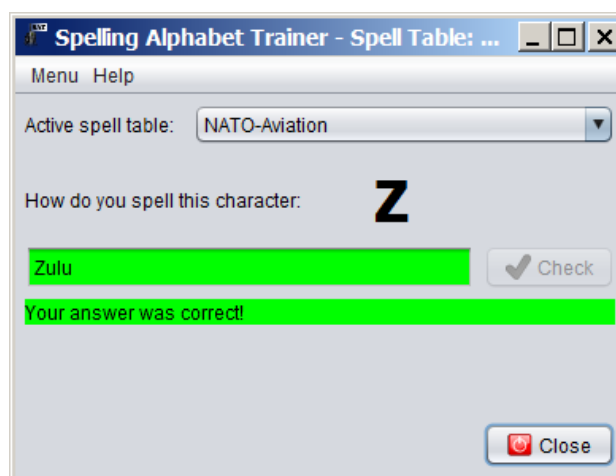 Spelling Alphabet Trainer - Spell Table: ...
Menu Help
Active spell table: NATO-Aviation
How do you spell this character: Z
Zulu Check
Your answer was correct!
Close